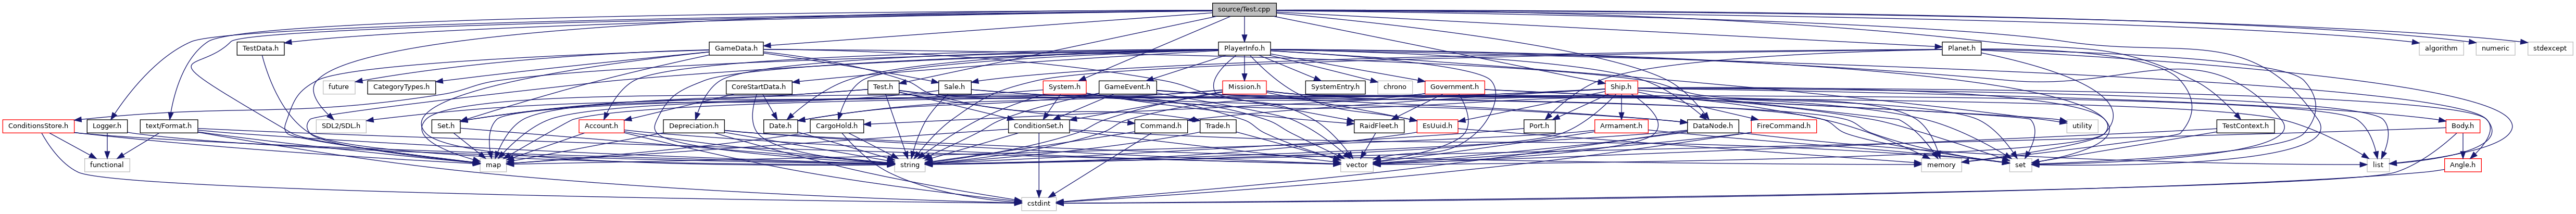 source/Test.cpp
TestData.h
GameData.h
PlayerInfo.h
Planet.h
algorithm
numeric
stdexcept
future
CategoryTypes.h
CoreStartData.h
Test.h
Sale.h
System.h
GameEvent.h
Mission.h
SystemEntry.h
chrono
Government.h
Ship.h
ConditionsStore.h
Logger.h
text/Format.h
SDL2/SDL.h
Set.h
Account.h
Depreciation.h
Date.h
CargoHold.h
ConditionSet.h
Command.h
Trade.h
RaidFleet.h
EsUuid.h
Port.h
Armament.h
DataNode.h
FireCommand.h
utility
TestContext.h
Body.h
functional
map
string
vector
memory
set
list
Angle.h
cstdint